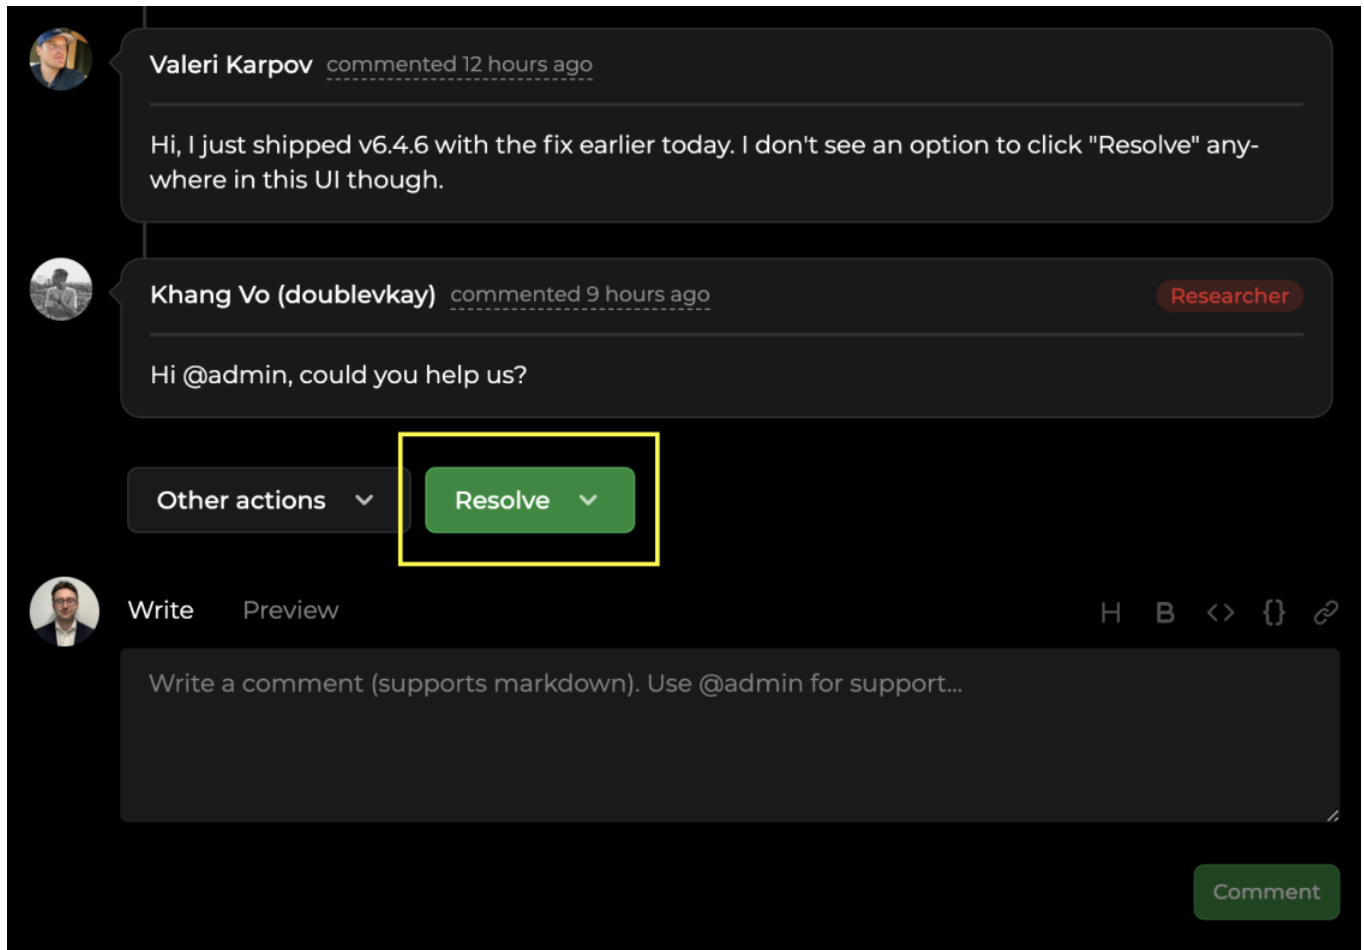 Valeri Karpov commented 12 hours ago
Hi, I just shipped v6.4.6 with the fix earlier today. I don't see an option to click "Resolve" any-
where in this UI though.
Khang Vo (doublevkay) commented 9 hours ago Researcher
Hi @admin, could you help us?
Other actions Resolve
Write Preview H B <> {}
Write a comment (supports markdown). Use @admin for support...
Comment